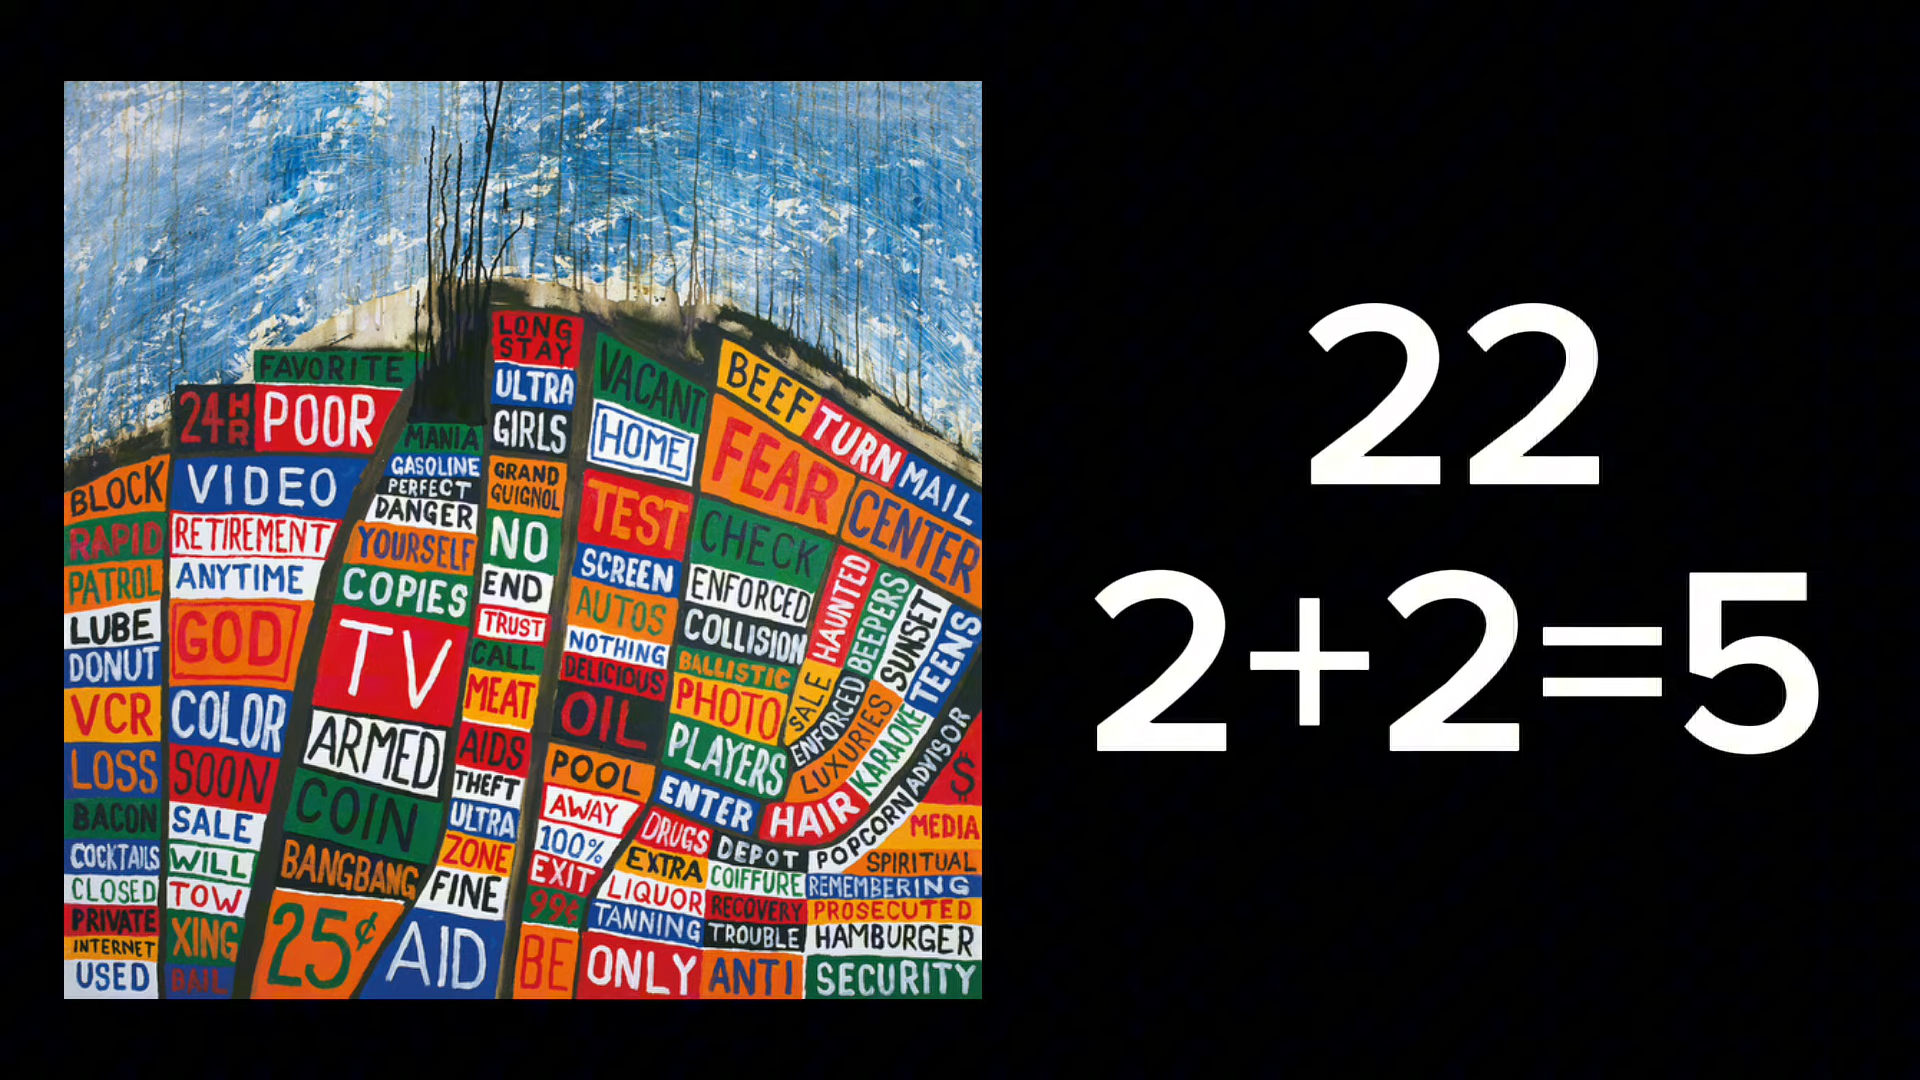 LONG
STAY
FAVORITE
24 HR
POOR
MANIA
ULTRA
GIRLS
VACANT
HOME
BEEF
TURN
MAIL
FEAR
CENTER
BLOCK
VIDEO
GASOLINE
PERFECT
DANGER
GRAND
GUIGNOL
TEST
CHECK
RAPID
RETIREMENT
YOURSELF
NO
SCREEN
ENFORCED
HAUNTED
BEEPERS
SUNSET
TEENS
PATROL
ANYTIME
COPIES
END
AUTOS
COLLISION
LUBE
GOD
TV
TRUST
NOTHING
BALLISTIC
SALE
ENFORCED
LUXURIES
KARAOKE
ADVISOR
DONUT
CALL
DELICIOUS
PHOTO
VCR
COLOR
ARMED
MEAT
OIL
PLAYERS
LOSS
SOON
AIDS
POOL
ENTER
HAIR
POPCORN
$
BACON
SALE
COIN
THEFT
AWAY
DRUGS
DEPOT
MEDIA
COCKTAILS
WILL
BANGBANG
ULTRA
100%
EXTRA
COIFFURE
SPIRITUAL
CLOSED
TOW
ZONE
EXIT
LIQUOR
RECOVERY
REMEMBERING
PRIVATE
XING
25¢
FINE
99¢
TANNING
TROUBLE
PROSECUTED
INTERNET
HAMBURGER
USED
BAIL
AID
BE
ONLY
ANTI
SECURITY
22
2+2=5